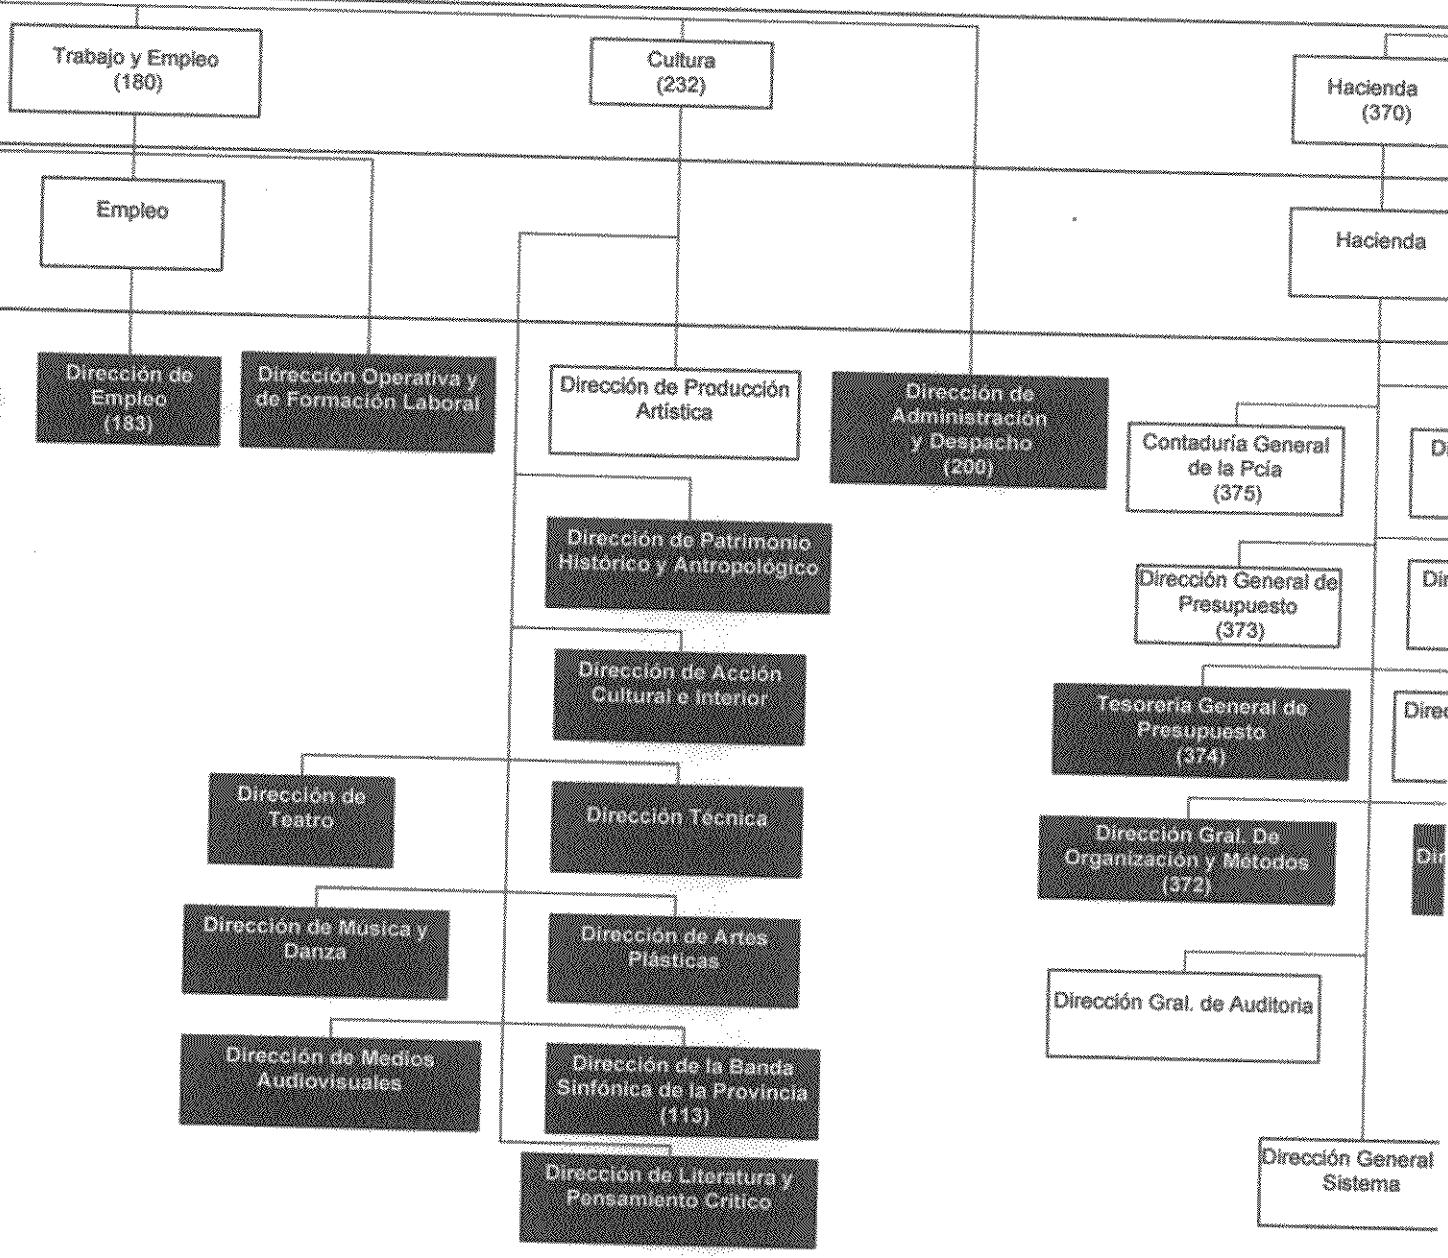 Trabajo y Empleo
(180)
Cultura
(232)
Hacienda
(370)
Empleo
Hacienda
Dirección de
Empleo
(183)
Dirección Operativa y
de Formación Laboral
Dirección de Producción
Artística
Dirección de
Administración
y Despacho
(200)
Contaduría General
de la Pcía
(375)
Dirección de Patrimonio
Histórico y Antropológico
Dirección General de
Presupuesto
(373)
Dirección de Acción
Cultural e Interior
Tesorería General de
Presupuesto
(374)
Dirección de
Teatro
Dirección Técnica
Dirección Gral. De
Organización y Métodos
(372)
Dirección de Música y
Danza
Dirección de Artes
Plásticas
Dirección Gral. de Auditoria
Dirección de Medios
Audiovisuales
Dirección de la Banda
Sinfónica de la Provincia
(113)
Dirección de Literatura y
Pensamiento Crítico
Dirección General
Sistema